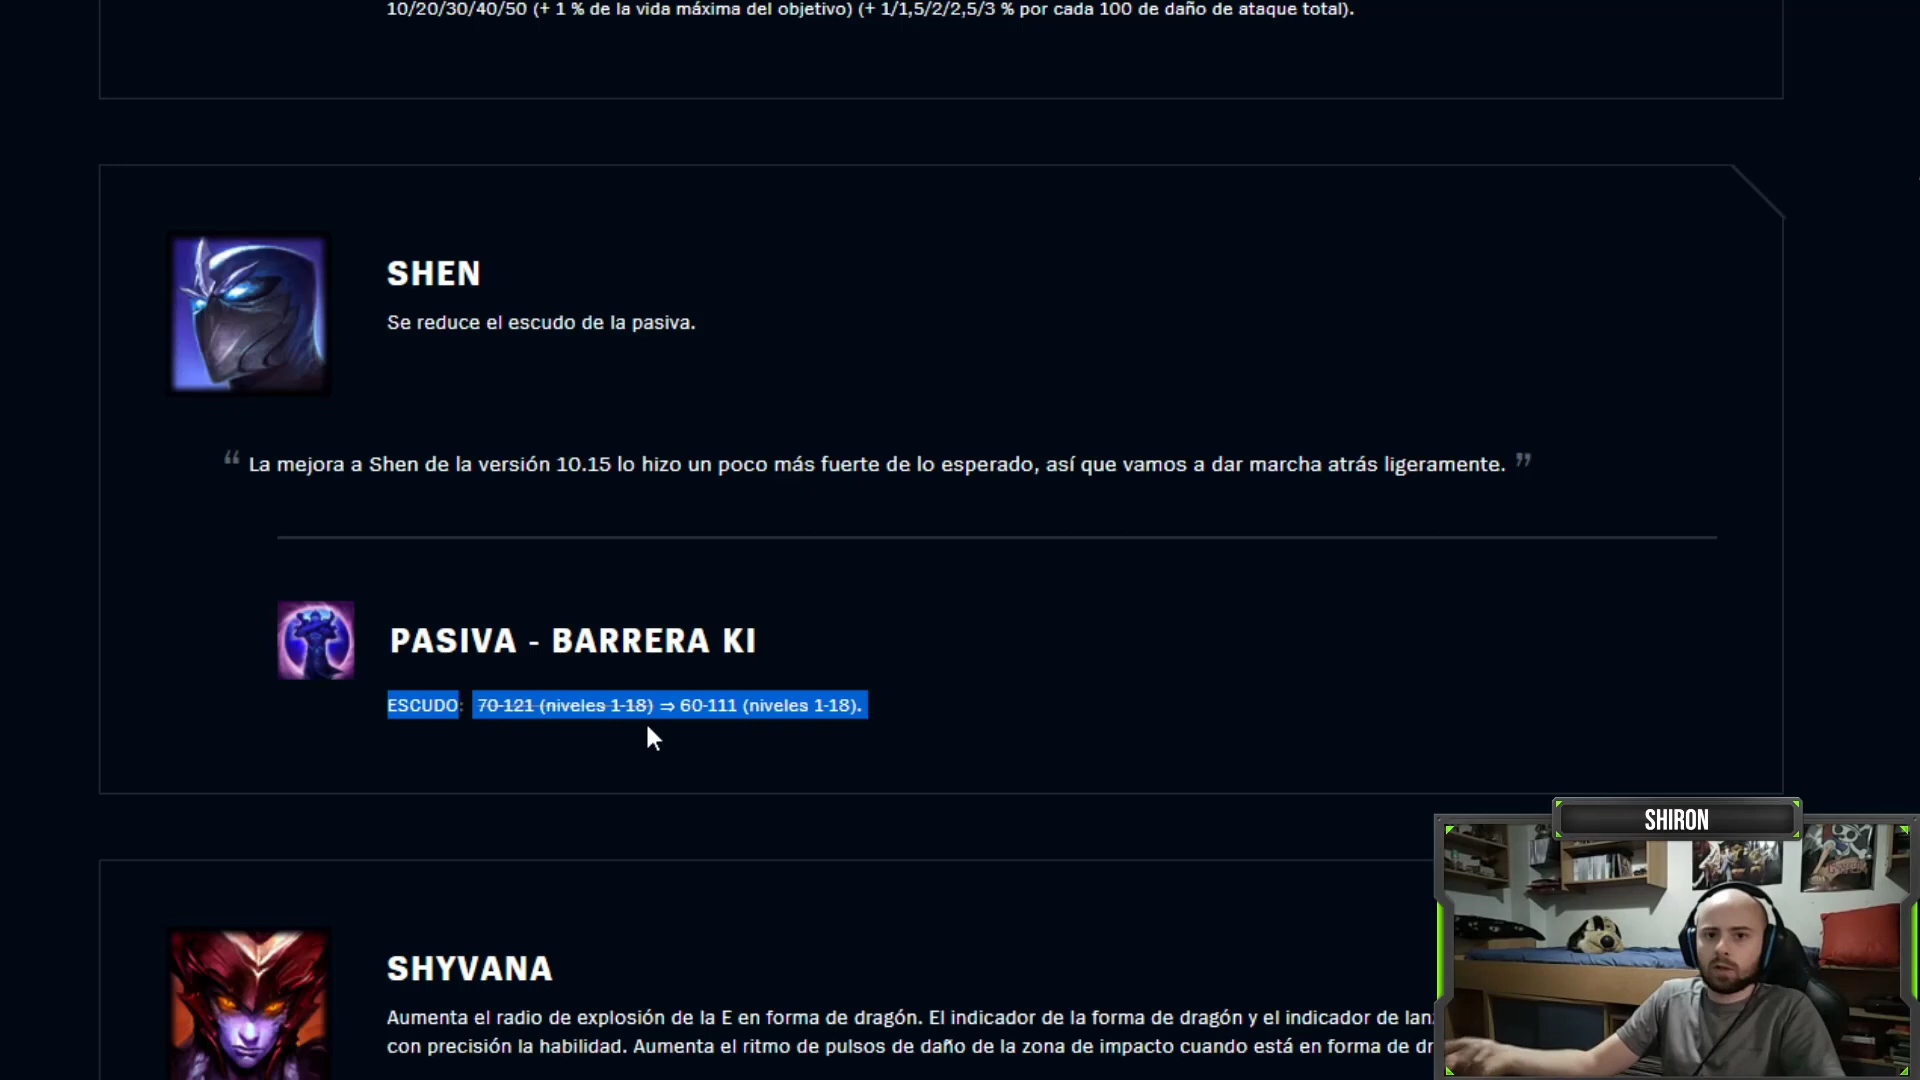 10/20/30/40/50 (+ 1 % de la vida máxima del objetivo) (+ 1/1,5/2/2,5/3 % por cada 100 de daño de ataque total).
SHEN
Se reduce el escudo de la pasiva.
“ La mejora a Shen de la versión 10.15 lo hizo un poco más fuerte de lo esperado, así que vamos a dar marcha atrás ligeramente. ”
PASIVA - BARRERA KI
ESCUDO: 70-121 (niveles 1-18) ⇒ 60-111 (niveles 1-18).
SHIRON
SHYVANA
Aumenta el radio de explosión de la E en forma de dragón. El indicador de la forma de dragón y el indicador de
con precisión la habilidad. Aumenta el ritmo de pulsos de daño de la zona de impacto cuando está en forma de